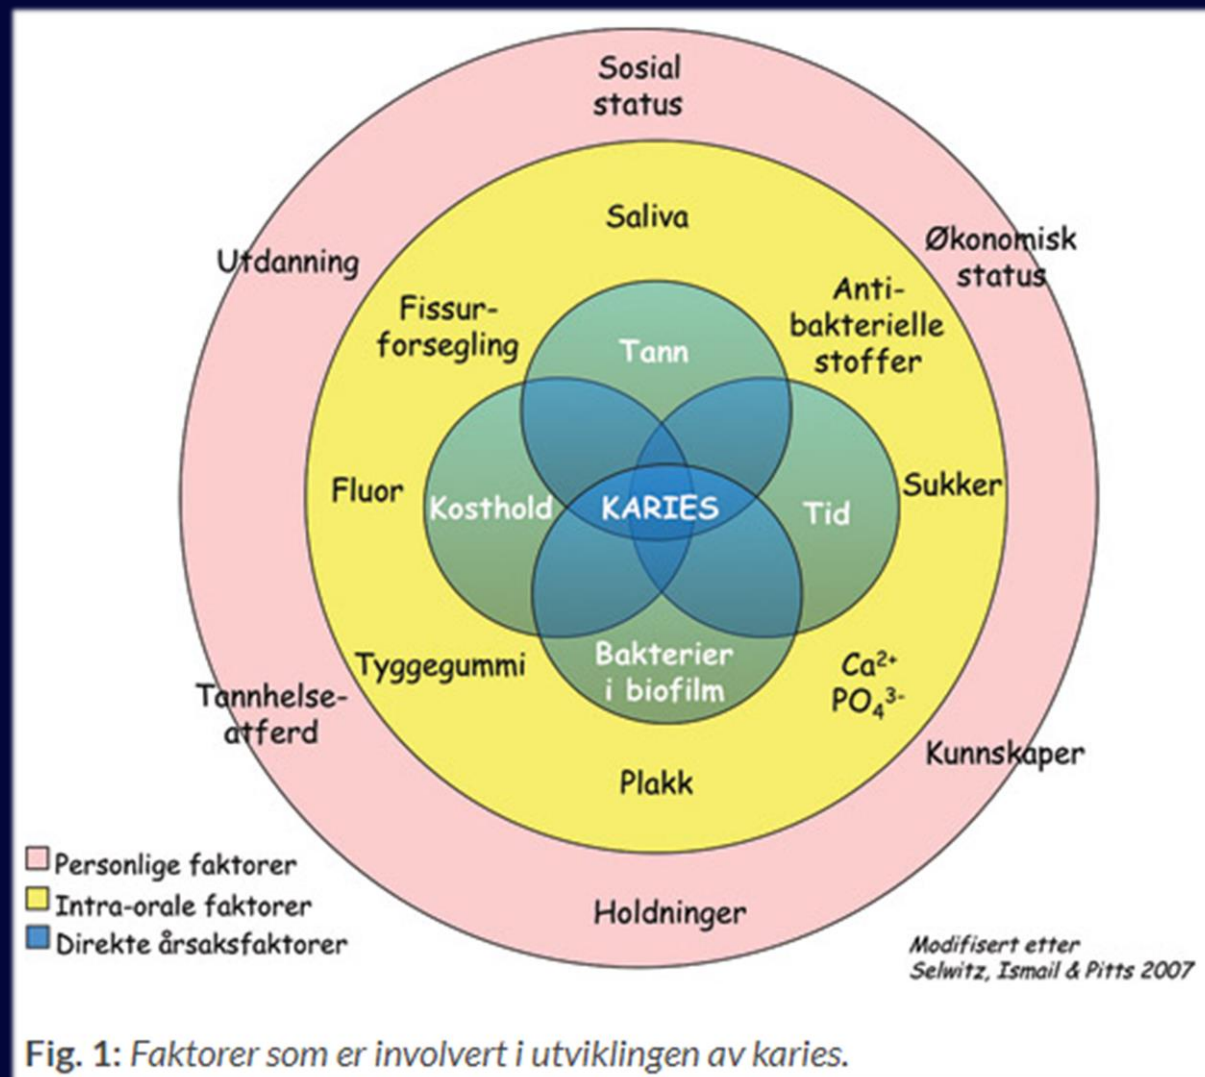 Sosial
status
Saliva
Utdanning
Økonomisk
status
Fissur-
forsegling
Anti-
bakterielle
stoffer
Tann
Fluor
Kosthold
KARIES
Tid
Sukker
Tyggegummi
Bakterier
i biofilm
Ca²⁺
PO₄³⁻
Tannhelse-
atferd
Kunnskaper
Plakk
Personlige faktorer
Intra-orale faktorer
Direkte årsaksfaktorer
Holdninger
Modifisert etter
Selwitz, Ismail & Pitts 2007
Fig. 1: Faktorer som er involvert i utviklingen av karies.